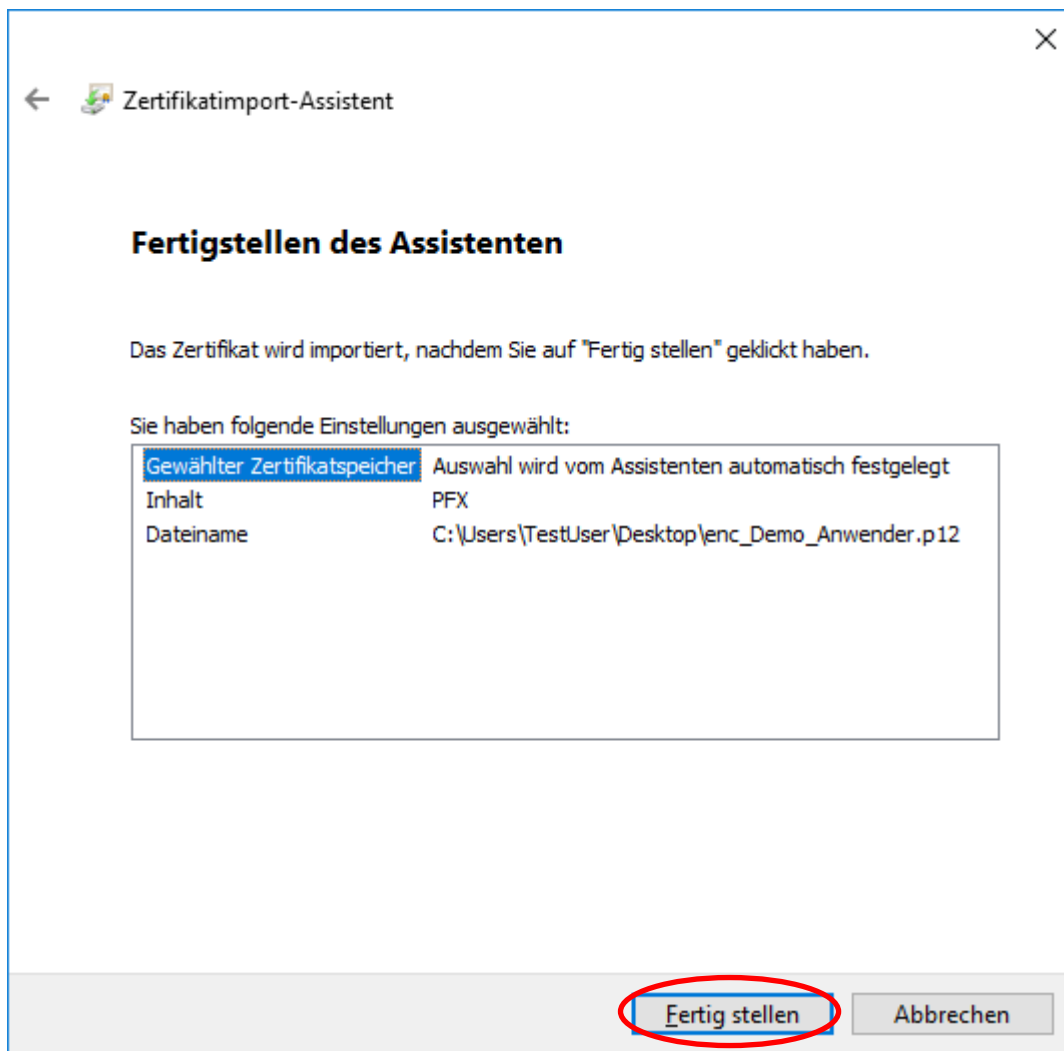 Zertifikatimport-Assistent
Fertigstellen des Assistenten
Das Zertifikat wird importiert, nachdem Sie auf "Fertig stellen" geklickt haben.
Sie haben folgende Einstellungen ausgewählt:
Gewählter Zertifikatspeicher Auswahl wird vom Assistenten automatisch festgelegt
Inhalt PFX
Dateiname C:\Users\TestUser\Desktop\enc_Demo_Anwender.p12
Fertig stellen Abbrechen